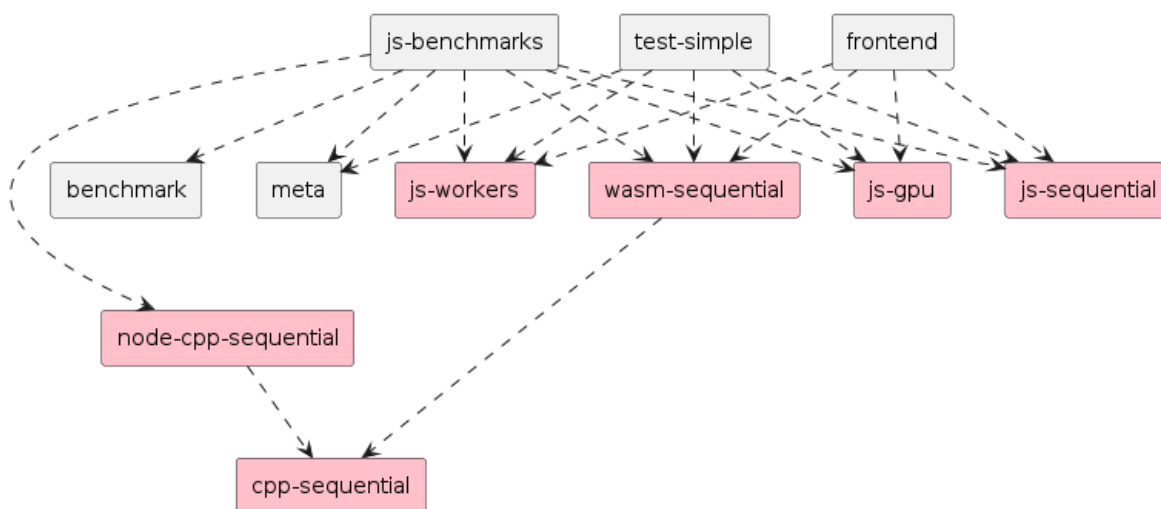 js-benchmarks
test-simple
frontend
benchmark
meta
js-workers
wasm-sequential
js-gpu
js-sequential
node-cpp-sequential
cpp-sequential